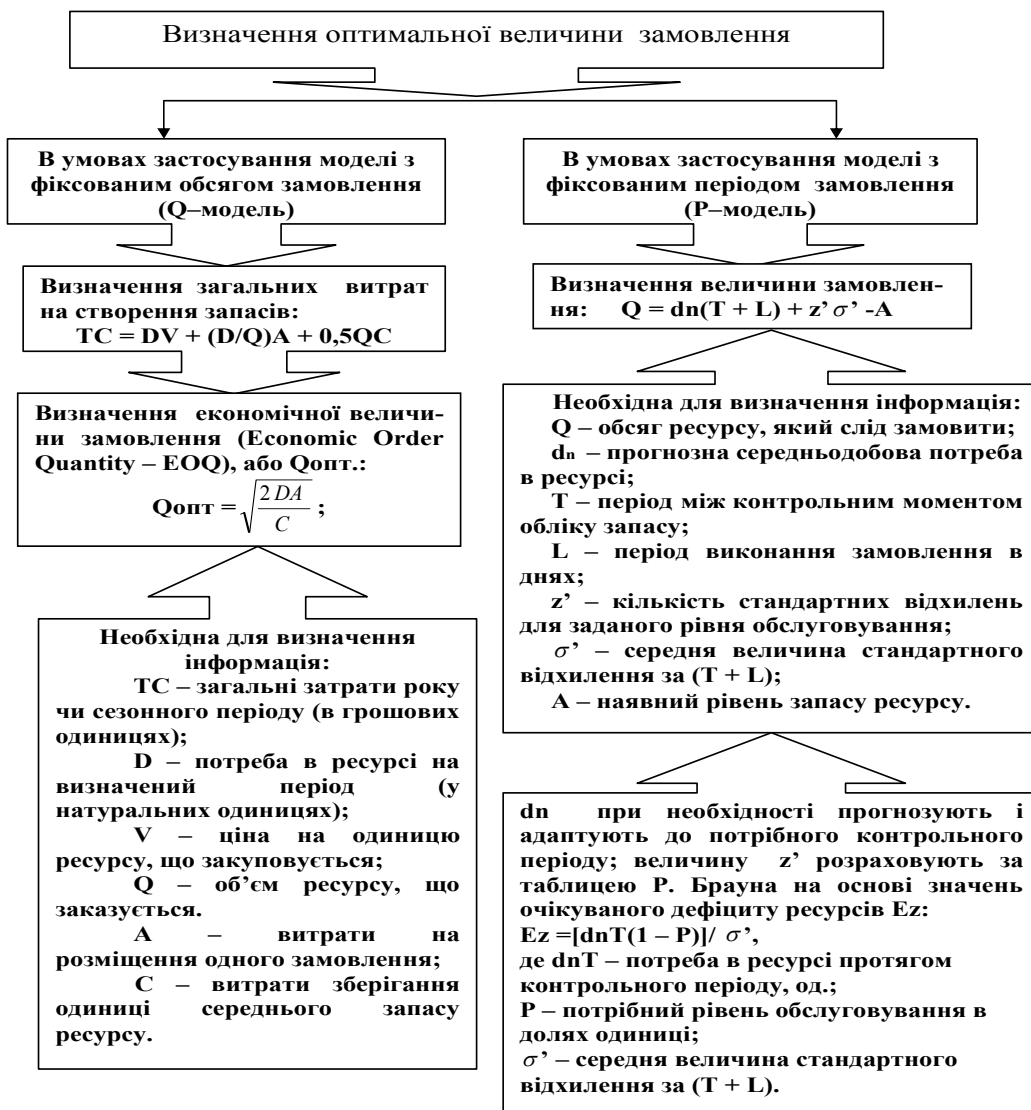 Визначення оптимальної величини замовлення
В умовах застосування моделі з
фіксованим обсягом замовлення
(Q–модель)
Визначення загальних витрат
на створення запасів:
TC = DV + (D/Q)A + 0,5QC
Визначення економічної величи-
ни замовлення (Economic Order
Quantity – EOQ), або Qопт.:
Qопт = √(2DA/C) ;
Необхідна для визначення
інформація:
TC – загальні затрати року
чи сезонного періоду (в грошових
одиницях);
D – потреба в ресурсі на
визначений період (у
натуральних одиницях);
V – ціна на одиницю
ресурсу, що закуповується;
Q – об’єм ресурсу, що
заказується.
А – витрати на
розміщення одного замовлення;
С – витрати зберігання
одиниці середнього запасу
ресурсу.
В умовах застосування моделі з
фіксованим періодом замовлення
(Р–модель)
Визначення величини замовлен-
ня: Q = dn(T + L) + z’σ’ -A
Необхідна для визначення інформація:
Q – обсяг ресурсу, який слід замовити;
dn – прогнозна середньодобова потреба
в ресурсі;
T – період між контрольним моментом
обліку запасу;
L – період виконання замовлення в
днях;
z’ – кількість стандартних відхилень
для заданого рівня обслуговування;
σ’ – середня величина стандартного
відхилення за (T + L);
А – наявний рівень запасу ресурсу.
dn при необхідності прогнозують і
адаптують до потрібного контрольного
періоду; величину z’ розраховують за
таблицею Р. Брауна на основі значень
очікуваного дефіциту ресурсів Ez:
Ez =[dnT(1 – P)]/ σ’,
де dnT – потреба в ресурсі протягом
контрольного періоду, од.;
P – потрібний рівень обслуговування в
долях одиниці;
σ’ – середня величина стандартного
відхилення за (T + L).